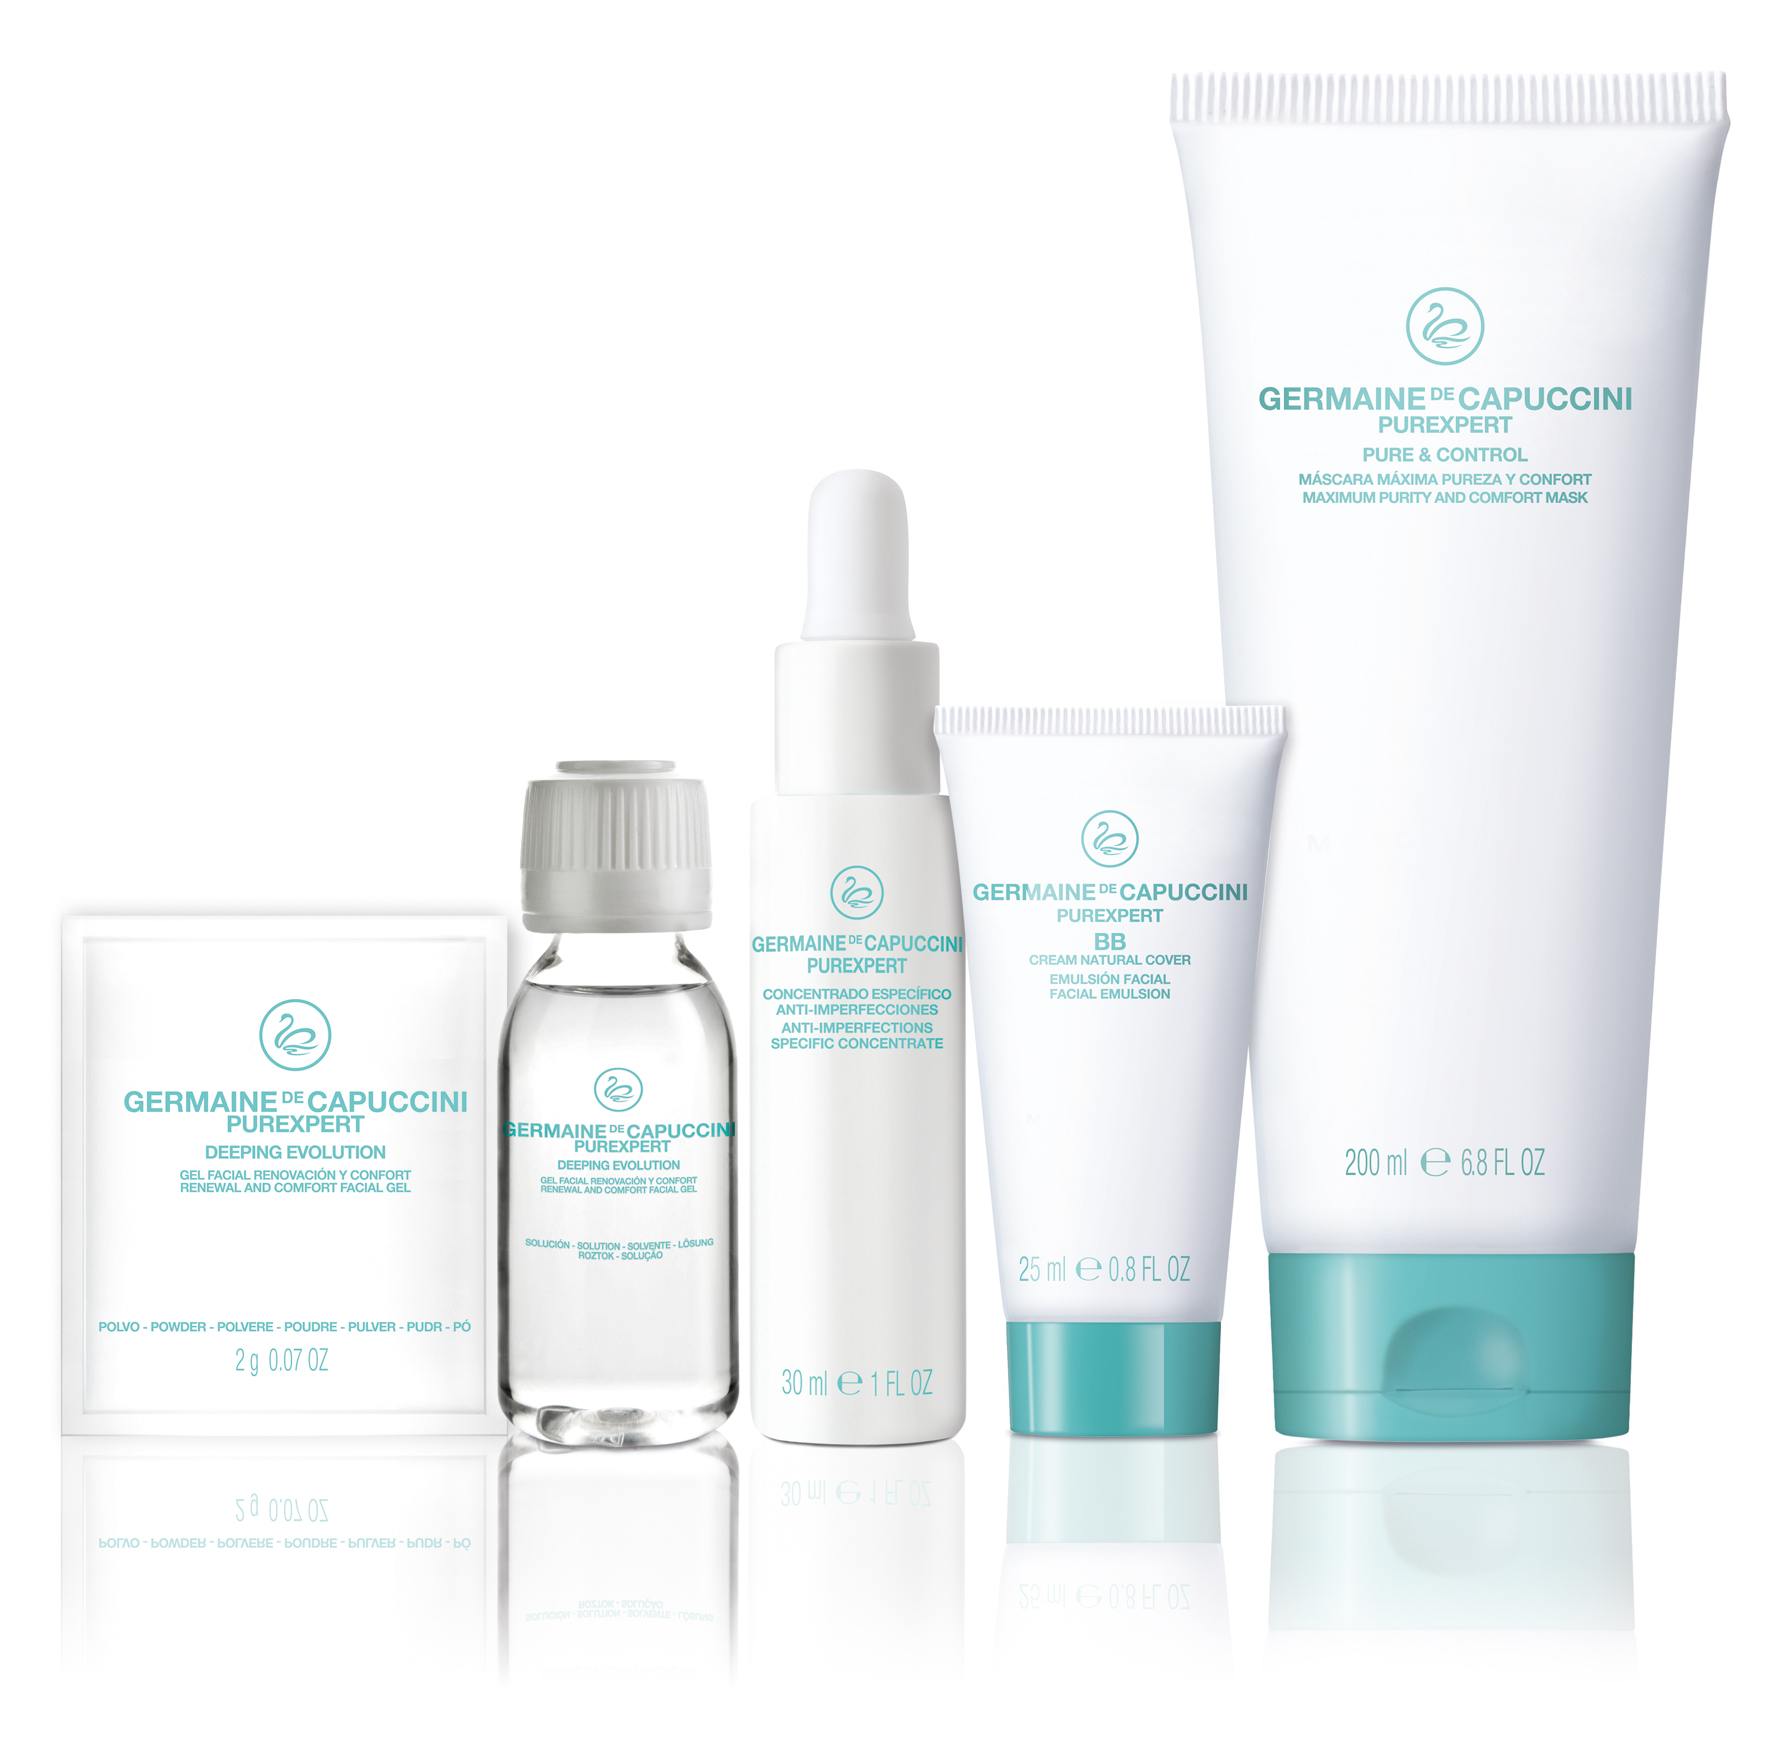 GERMAINE DE CAPUCCINI
PUREXPERT
DEEPING EVOLUTION
GEL FACIAL RENOVACIÓN Y CONFORT
RENEWAL AND COMFORT FACIAL GEL
POLVO - POWDER - POLVERE - POUDRE - PULVER - PUDR - PÓ
2 g 0.07 OZ
GERMAINE DE CAPUCCINI
PUREXPERT
DEEPING EVOLUTION
GEL FACIAL RENOVACIÓN Y CONFORT
RENEWAL AND COMFORT FACIAL GEL
SOLUCIÓN - SOLUTION - SOLVENTE - LÖSUNG
ROZTOK - SOLUÇÃO
GERMAINE DE CAPUCCINI
PUREXPERT
CONCENTRADO ESPECÍFICO
ANTI-IMPERFECCIONES
ANTI-IMPERFECTIONS
SPECIFIC CONCENTRATE
30 ml ℮ 1 FL OZ
GERMAINE DE CAPUCCINI
PUREXPERT
BB
CREAM NATURAL COVER
EMULSIÓN FACIAL
FACIAL EMULSION
25 ml ℮ 0.8 FL OZ
GERMAINE DE CAPUCCINI
PUREXPERT
PURE & CONTROL
MÁSCARA MÁXIMA PUREZA Y CONFORT
MAXIMUM PURITY AND COMFORT MASK
200 ml ℮ 6.8 FL OZ